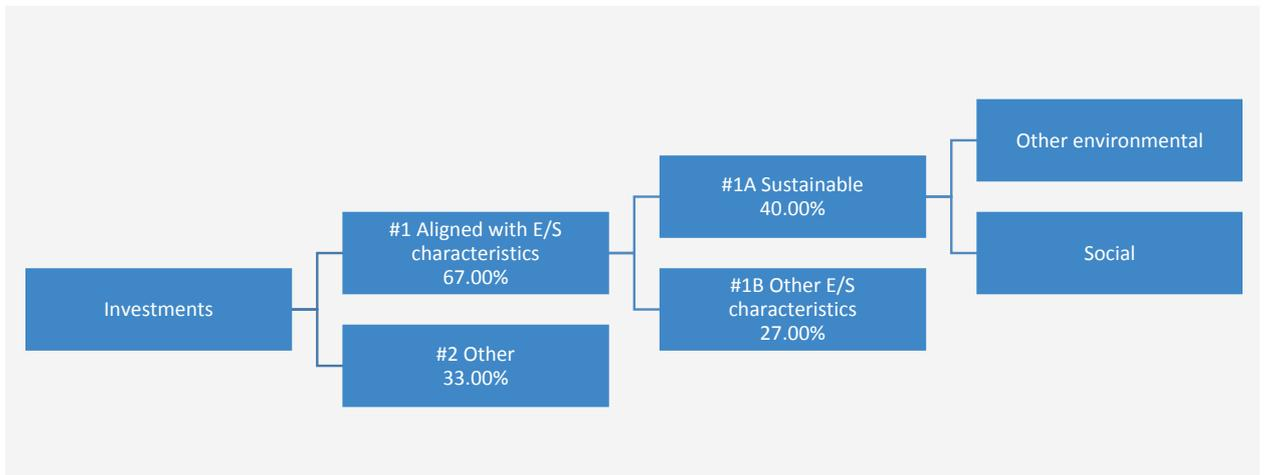 Investments
#1 Aligned with E/S
characteristics
67.00%
#2 Other
33.00%
#1A Sustainable
40.00%
#1B Other E/S
characteristics
27.00%
Other environmental
Social